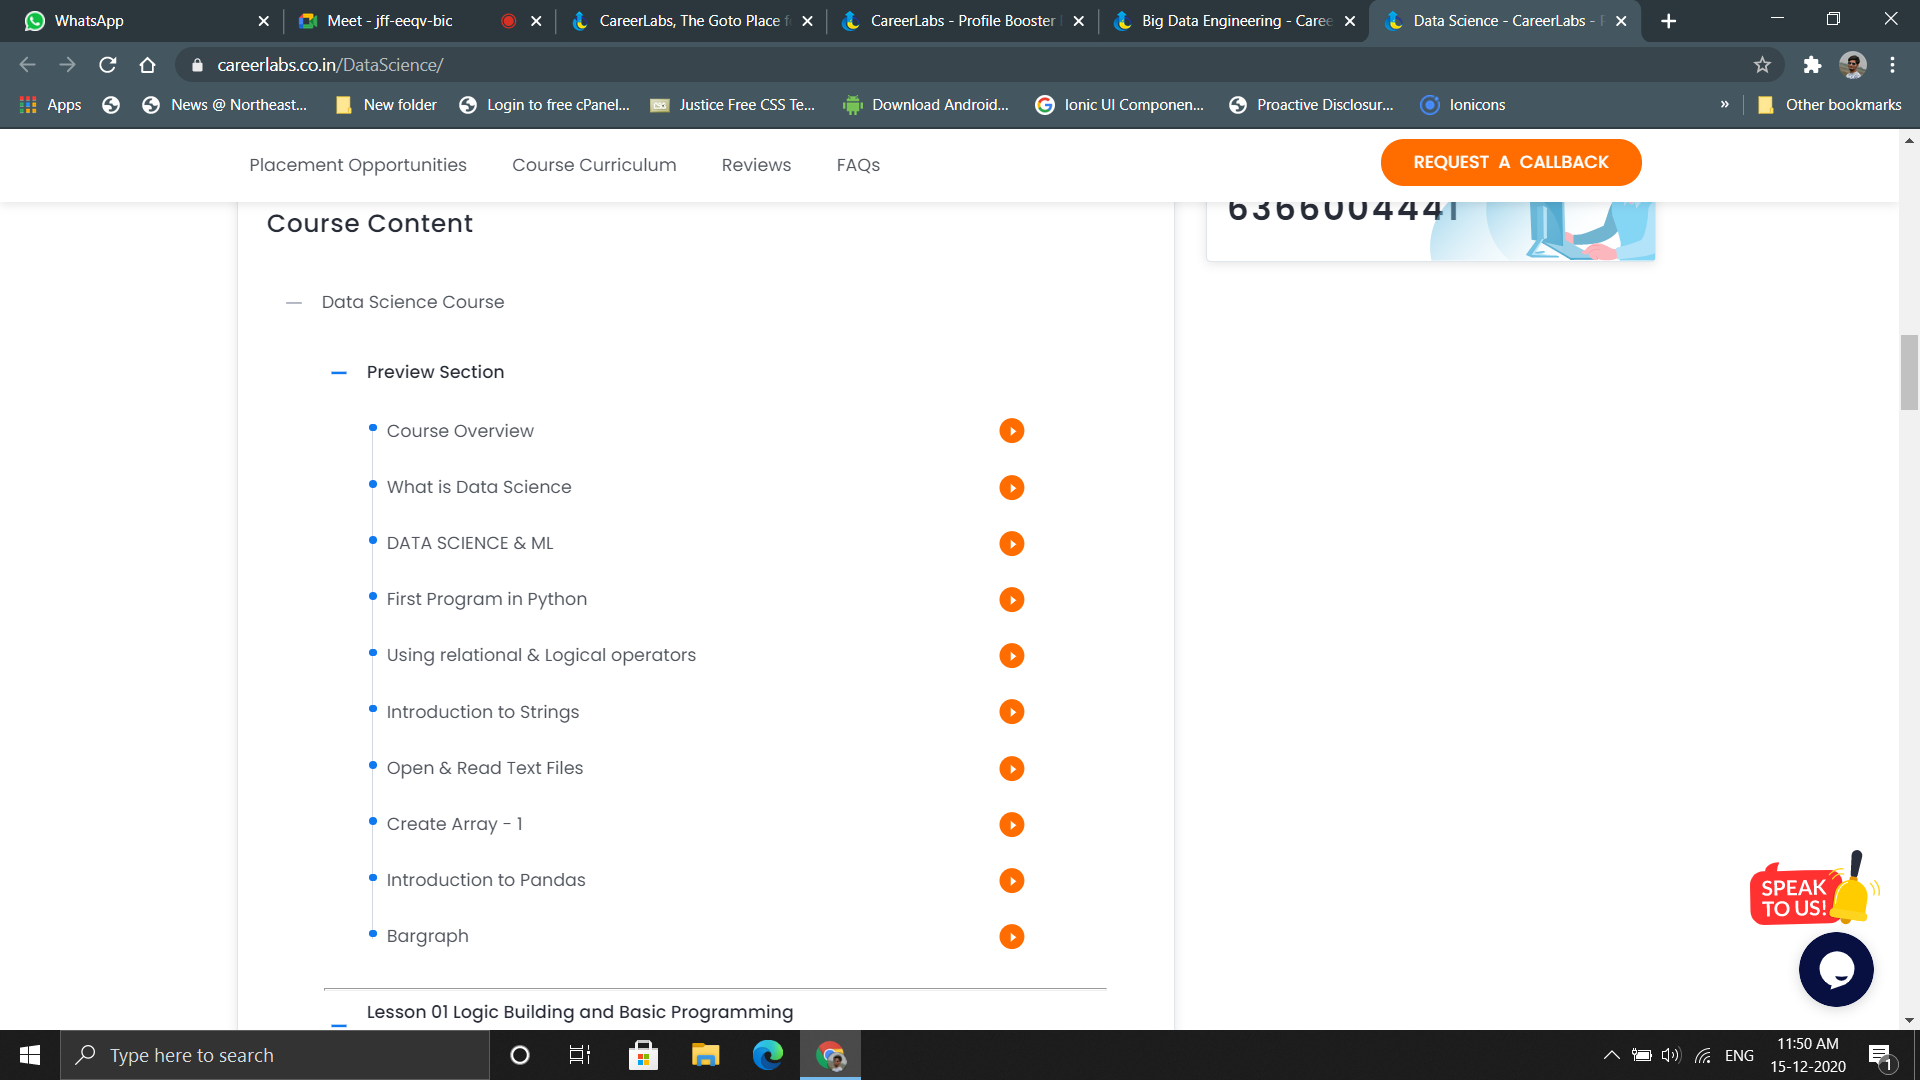 WhatsApp
Meet - jff-eeqv-bic
CareerLabs, The Goto Place f
CareerLabs - Profile Booster
Big Data Engineering - Caree
Data Science - CareerLabs -
careerlabs.co.in/DataScience/
Apps
News @ Northeast...
New folder
Login to free cPanel...
Justice Free CSS Te...
Download Android...
Ionic UI Componen...
Proactive Disclosur...
Ionicons
»
Other bookmarks
Placement Opportunities
Course Curriculum
Reviews
FAQs
REQUEST A CALLBACK
6366004441
Course Content
Data Science Course
Preview Section
Course Overview
What is Data Science
DATA SCIENCE & ML
First Program in Python
Using relational & Logical operators
Introduction to Strings
Open & Read Text Files
Create Array - 1
Introduction to Pandas
Bargraph
Lesson 01 Logic Building and Basic Programming
SPEAK
TO US!
Type here to search
ENG
11:50 AM
15-12-2020
1